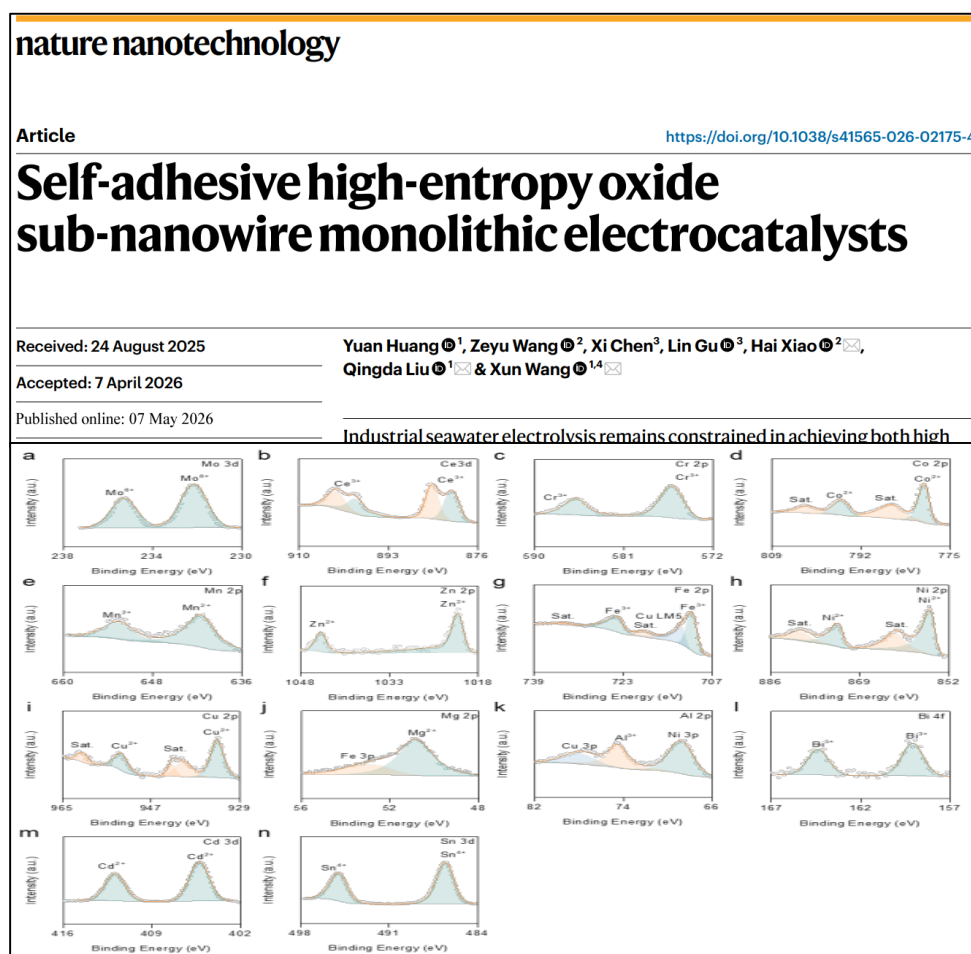 nature nanotechnology
Article
https://doi.org/10.1038/s41565-026-02175-4
Self-adhesive high-entropy oxide
sub-nanowire monolithic electrocatalysts
Received: 24 August 2025
Accepted: 7 April 2026
Published online: 07 May 2026
Yuan Huang 1, Zeyu Wang 2, Xi Chen3, Lin Gu 3, Hai Xiao 2,
Qingda Liu 1 & Xun Wang 1,4
Industrial seawater electrolysis remains constrained in achieving both high
a
Mo 3d
Mo6+
Mo6+
Intensity (a.u.)
238 234 230
Binding Energy (eV)
b
Ce3d
Ce3+
Ce3+
Intensity (a.u.)
910 893 876
Binding Energy (eV)
c
Cr 2p
Cr3+
Cr3+
Intensity (a.u.)
590 581 572
Binding Energy (eV)
d
Co 2p
Sat. Co2+ Sat. Co2+
Intensity (a.u.)
809 792 775
Binding Energy (eV)
e
Mn 2p
Mn2+
Mn2+
Intensity (a.u.)
660 648 636
Binding Energy (eV)
f
Zn 2p
Zn2+
Zn2+
Intensity (a.u.)
1048 1033 1018
Binding Energy (eV)
g
Fe 2p
Sat. Fe3+ Cu LM5 Fe3+
Sat.
Intensity (a.u.)
739 723 707
Binding Energy (eV)
h
Ni 2p
Sat. Ni2+ Sat. Ni2+
Intensity (a.u.)
886 869 852
Binding Energy (eV)
i
Cu 2p
Sat. Cu2+ Sat. Cu2+
Intensity (a.u.)
965 947 929
Binding Energy (eV)
j
Mg 2p
Fe 3p Mg2+
Intensity (a.u.)
56 52 48
Binding Energy (eV)
k
Al 2p
Cu 3p Al3+ Ni 3p
Intensity (a.u.)
82 74 66
Binding Energy (eV)
l
Bi 4f
Bi3+
Bi3+
Intensity (a.u.)
167 162 157
Binding Energy (eV)
m
Cd 3d
Cd2+
Cd2+
Intensity (a.u.)
416 409 402
Binding Energy (eV)
n
Sn 3d
Sn4+
Sn4+
Intensity (a.u.)
498 491 484
Binding Energy (eV)